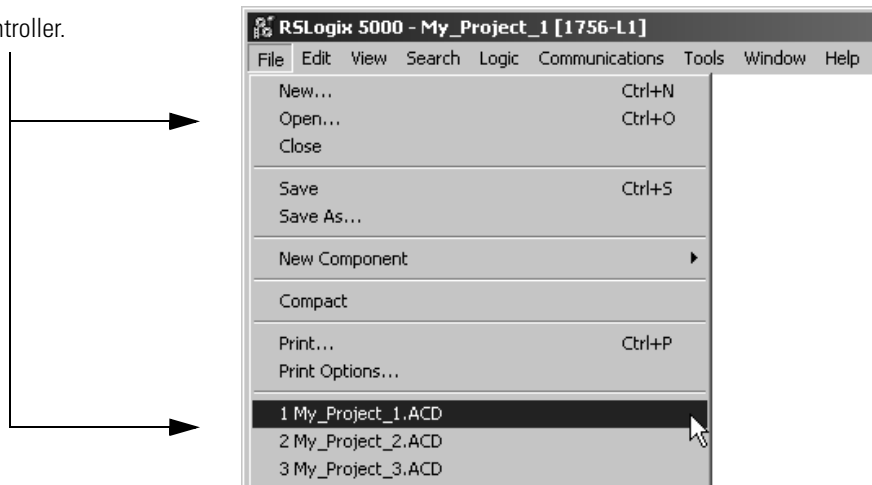 ntroller.
RSLogix 5000 - My_Project_1 [1756-L1]
File Edit View Search Logic Communications Tools Window Help
New... Ctrl+N
Open... Ctrl+O
Close
Save Ctrl+S
Save As...
New Component
Compact
Print... Ctrl+P
Print Options...
1 My_Project_1.ACD
2 My_Project_2.ACD
3 My_Project_3.ACD